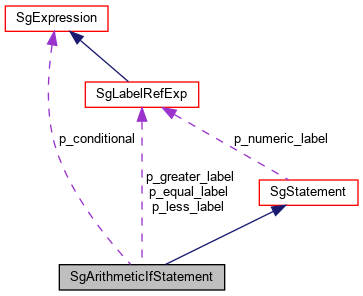 SgExpression
SgLabelRefExp
p_conditional
p_numeric_label
p_greater_label
p_equal_label
p_less_label
SgStatement
SgArithmeticIfStatement